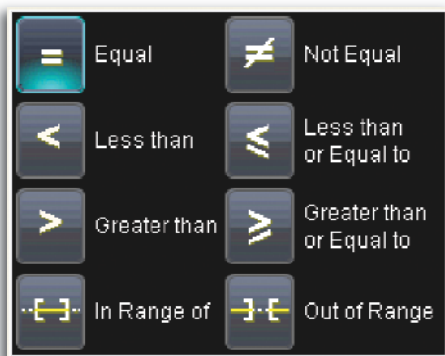 = Equal
≠ Not Equal
< Less than
≤ Less than
or Equal to
> Greater than
≥ Greater than
or Equal to
In Range of
Out of Range